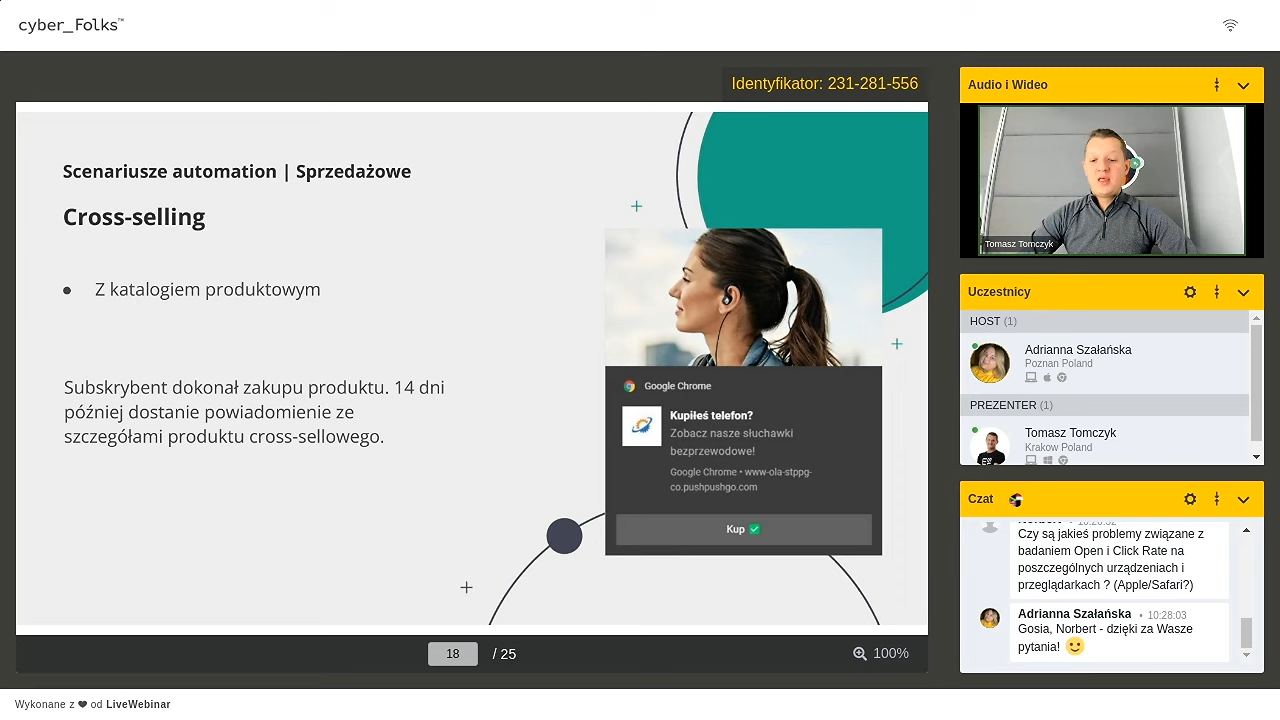 cyber_Folks™
Identyfikator: 231-281-556
Scenariusze automation | Sprzedażowe
Cross-selling
● Z katalogiem produktowym
Subskrybent dokonał zakupu produktu. 14 dni
później dostanie powiadomienie ze
szczegółami produktu cross-sellowego.
Google Chrome
Kupiłeś telefon?
Zobacz nasze słuchawki
bezprzewodowe!
Google Chrome • www-ola-stppg-
co.pushpushgo.com
Kup ✅
18 / 25
100%
Audio i Wideo
Tomasz Tomczyk
Uczestnicy
HOST (1)
Adrianna Szałańska
Poznan Poland
PREZENTER (1)
Tomasz Tomczyk
Krakow Poland
Czat
Norbert • 10:26:52
Czy są jakieś problemy związane z
badaniem Open i Click Rate na
poszczególnych urządzeniach i
przeglądarkach ? (Apple/Safari?)
Adrianna Szałańska • 10:28:03
Gosia, Norbert - dzięki za Wasze
pytania! 🙂
Wykonane z ❤ od LiveWebinar